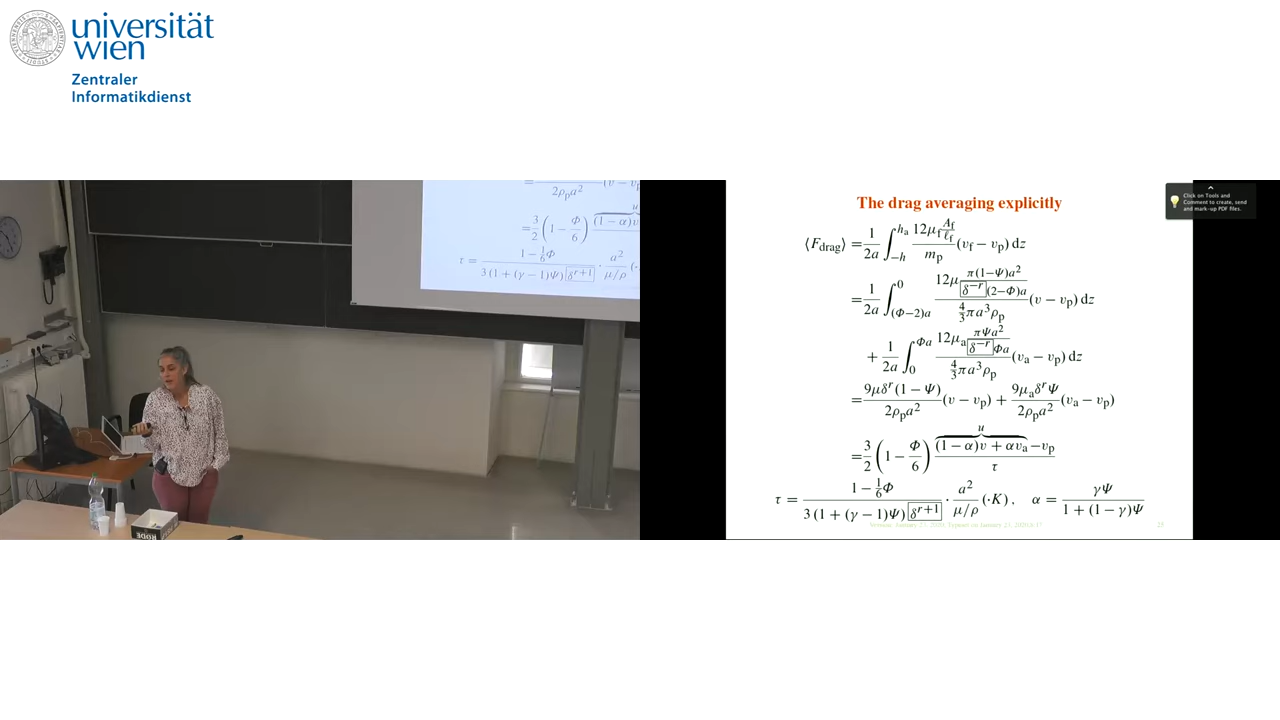 universität
wien
Zentraler
Informatikdienst
The drag averaging explicitly
⟨F_drag⟩ = 1/2a ∫_{-h}^{h_a} 12μ_f (A_f/ℓ_f) / m_p (v_f − v_p) dz
= 1/2a ∫_{(Φ−2)a}^{0} 12μ (π(1−Ψ)a² / δ^{−r}(2−Φ)a) / (4/3 πa³ρ_p) (v − v_p) dz
+ 1/2a ∫_0^{Φa} 12μ_a (πΨa² / δ^{−r}Φa) / (4/3 πa³ρ_p) (v_a − v_p) dz
= 9μδ^r(1 − Ψ) / 2ρ_p a² (v − v_p) + 9μ_a δ^r Ψ / 2ρ_p a² (v_a − v_p)
u
= 3/2 (1 − Φ/6) ((1 − α)v + αv_a − v_p) / τ
τ = (1 − 1/6 Φ) / (3 (1 + (γ − 1)Ψ) δ^{r+1}) · a² / (μ/ρ) (·K) , α = γΨ / (1 + (1 − γ)Ψ)
25
Click on Tools and
Comment to create, send
and mark-up PDF files.
RODE